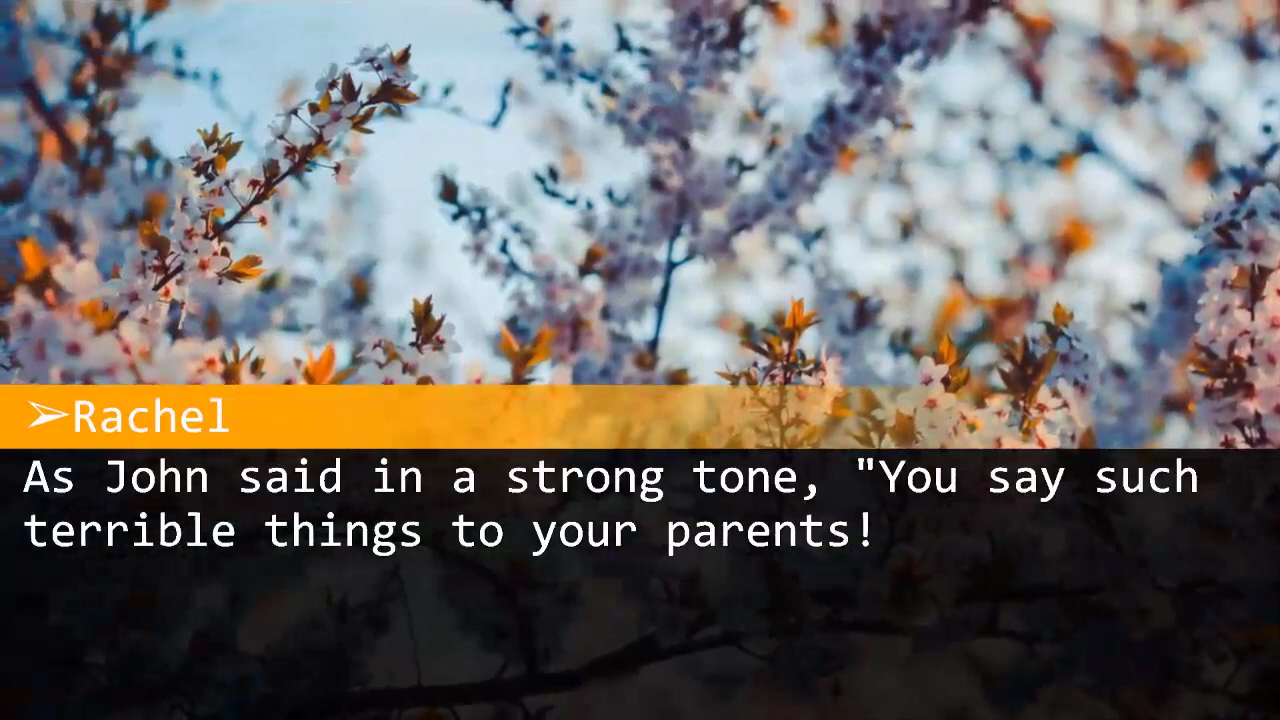 ➢Rachel
As John said in a strong tone, "You say such
terrible things to your parents!